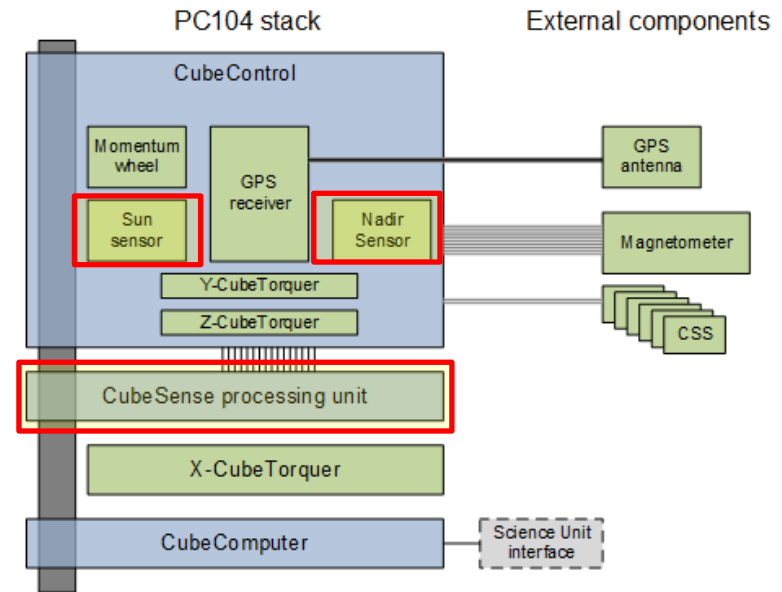 PC104 stack
External components
CubeControl
Momentum
wheel
GPS
receiver
GPS
antenna
Sun
sensor
Nadir
Sensor
Magnetometer
Y-CubeTorquer
Z-CubeTorquer
CSS
CubeSense processing unit
X-CubeTorquer
CubeComputer
Science Unit
interface